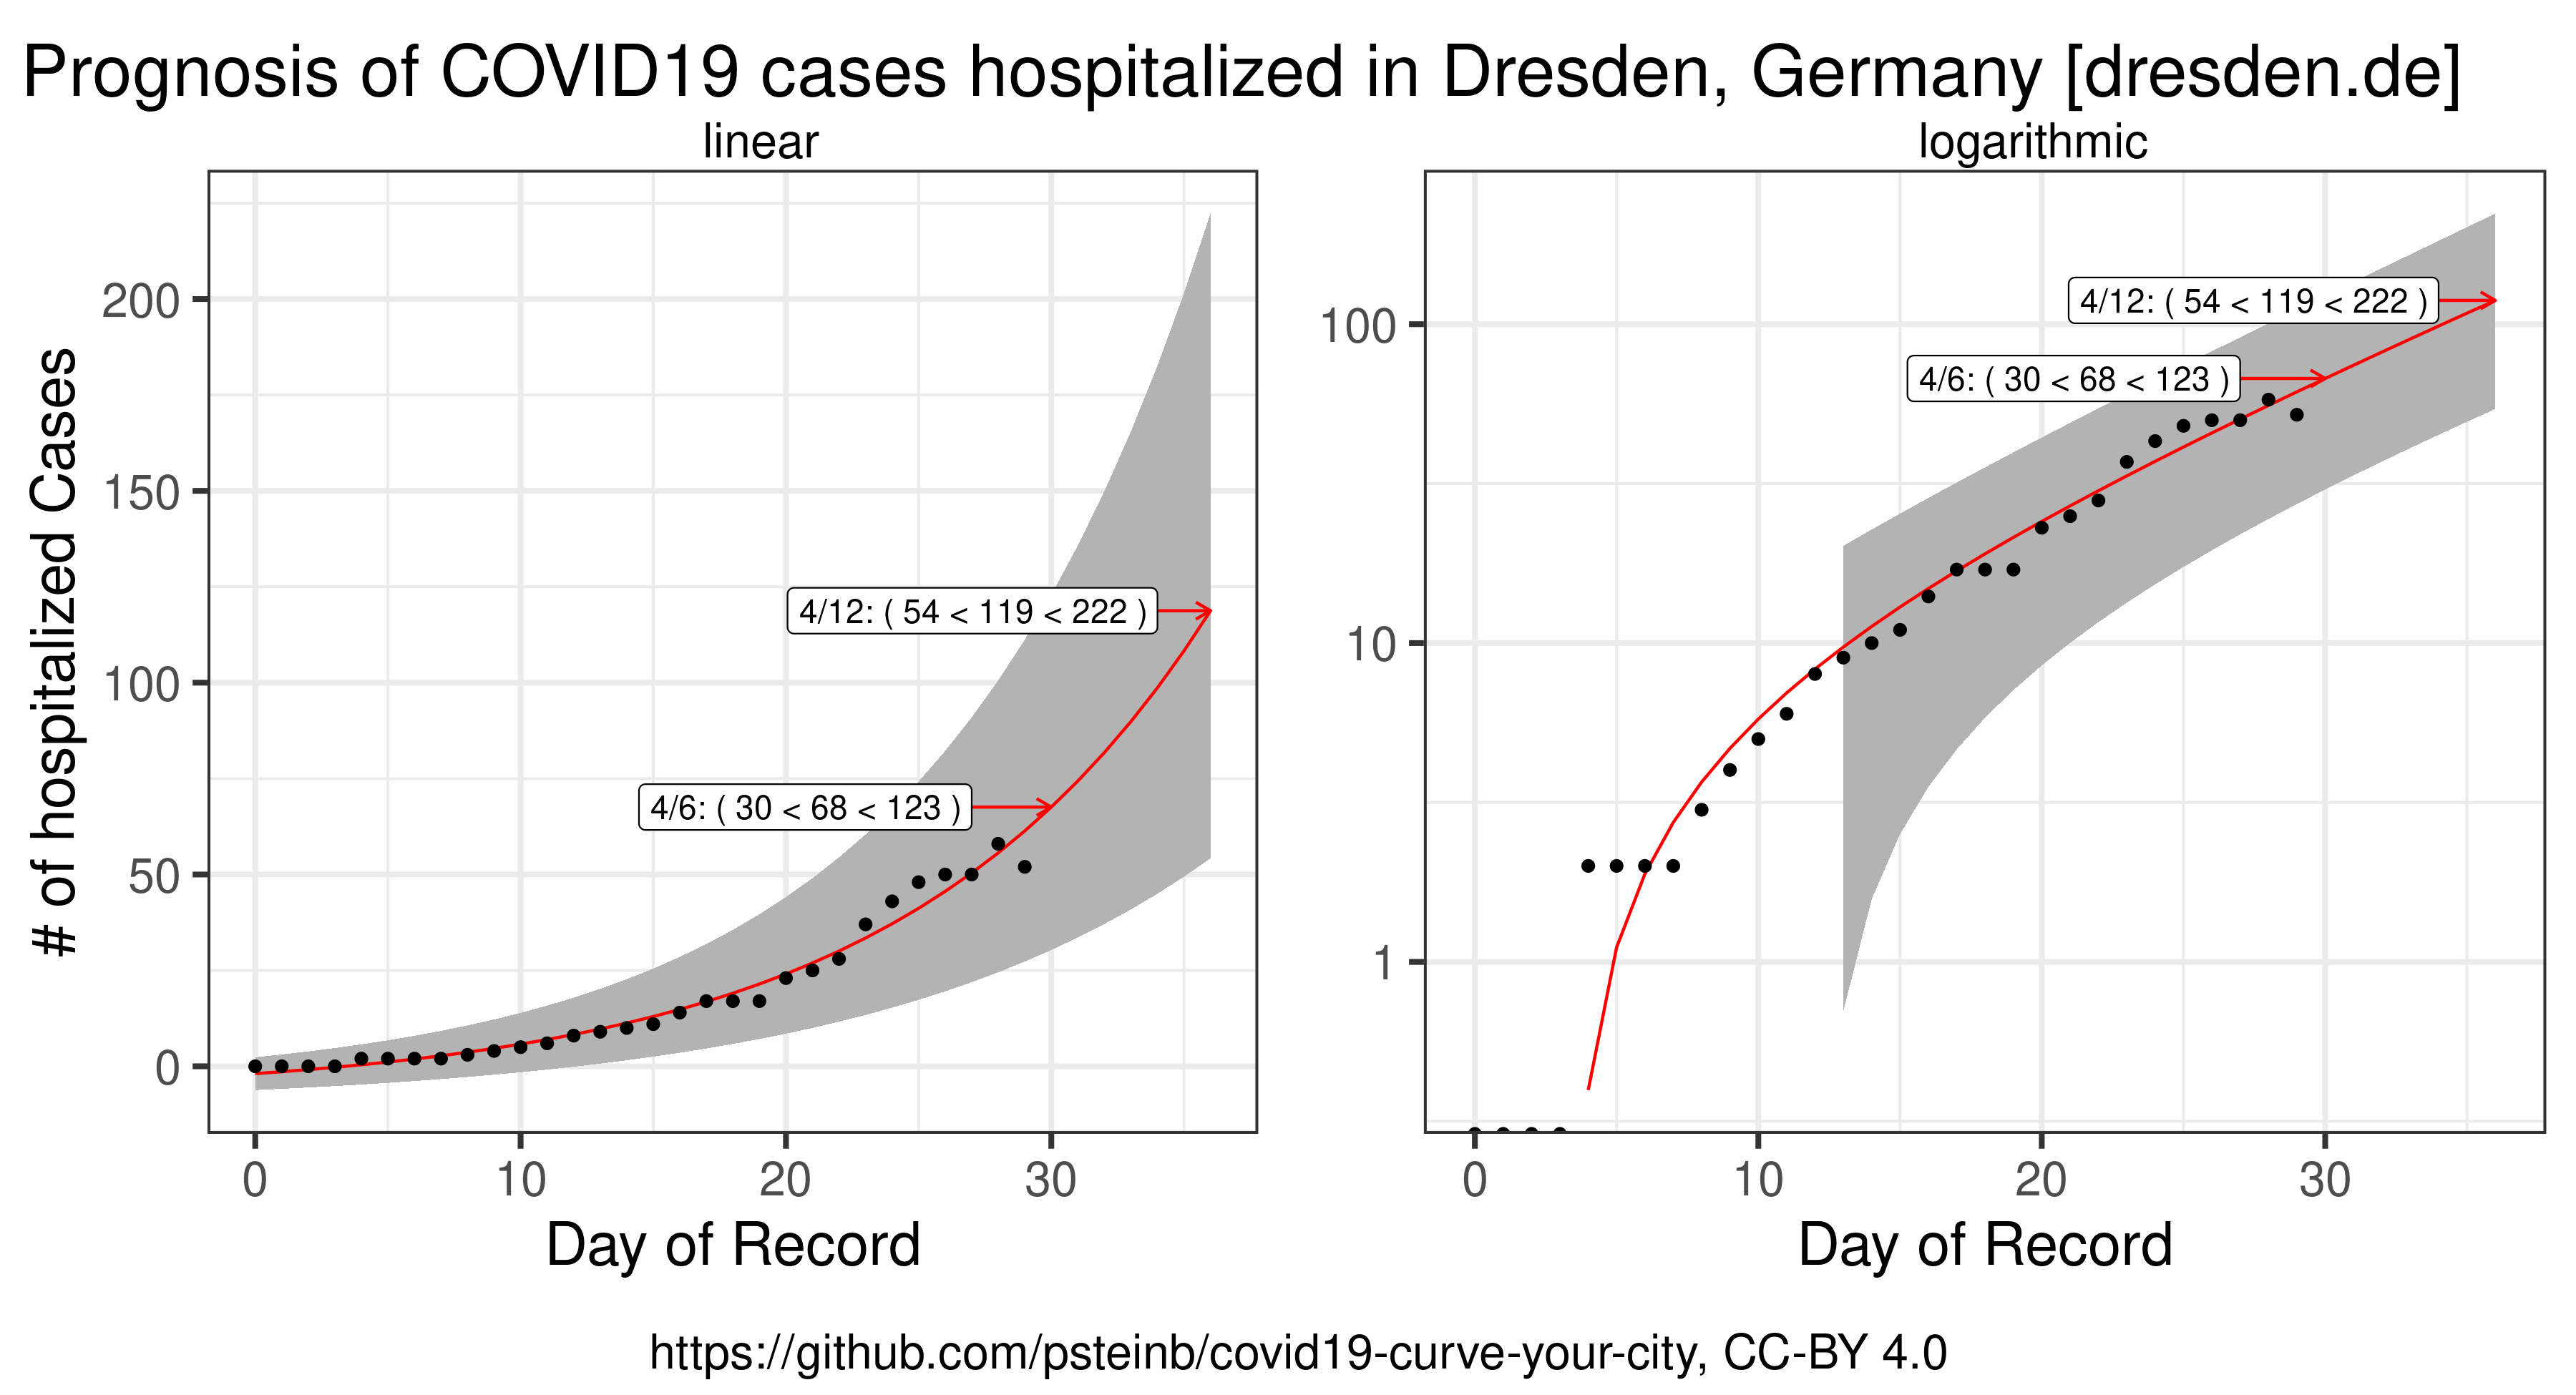 Prognosis of COVID19 cases hospitalized in Dresden, Germany [dresden.de]
linear
# of hospitalized Cases
200
150
100
50
0
4/12: ( 54 < 119 < 222 )
4/6: ( 30 < 68 < 123 )
0 10 20 30
Day of Record
logarithmic
100
10
1
4/12: ( 54 < 119 < 222 )
4/6: ( 30 < 68 < 123 )
0 10 20 30
Day of Record
https://github.com/psteinb/covid19-curve-your-city, CC-BY 4.0